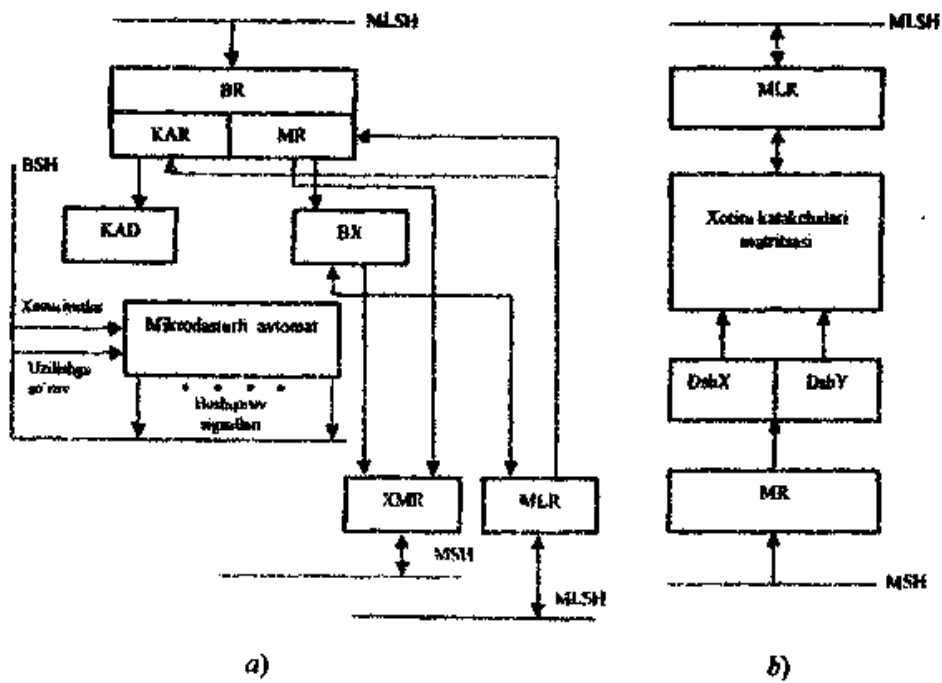 MLSH
BR
KAR MR
BSH
KAD
BX
Mikrodasturli avtomat
Uzilishga
so'rov
Boshqaruv
signallari
XMR
MLR
MSH
MLSH
a)
MLSH
MLR
Xotira katakchalari
matritsasi
DshX DshY
MR
MSH
b)